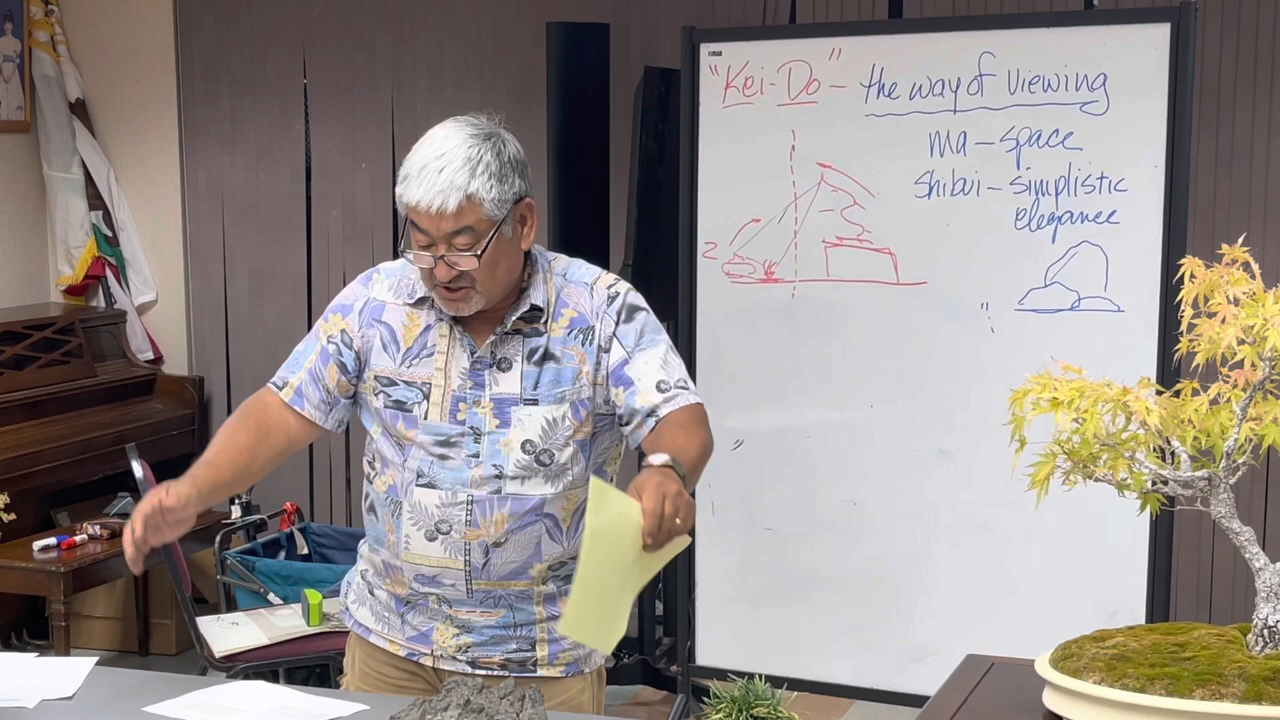 "Kei-Do" - the way of viewing
ma - space
Shibui - simplistic
elegance
2